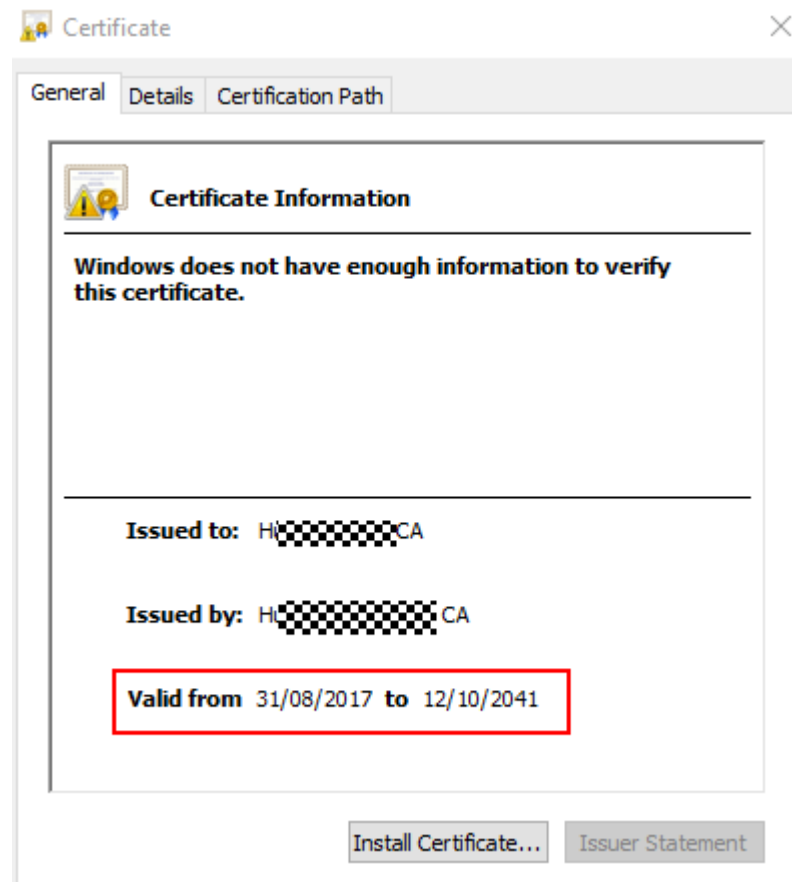 Certificate
General Details Certification Path
Certificate Information
Windows does not have enough information to verify
this certificate.
Issued to: CA
Issued by: CA
Valid from 31/08/2017 to 12/10/2041
Install Certificate... Issuer Statement